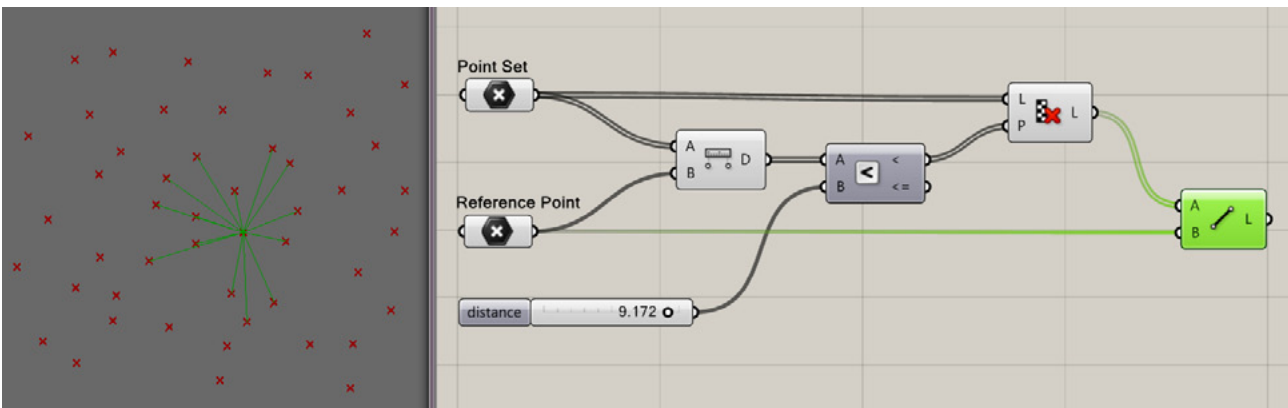 Point Set
L
L
P
A
D
B
A <
<
B <=
Reference Point
A
L
B
distance 9.172